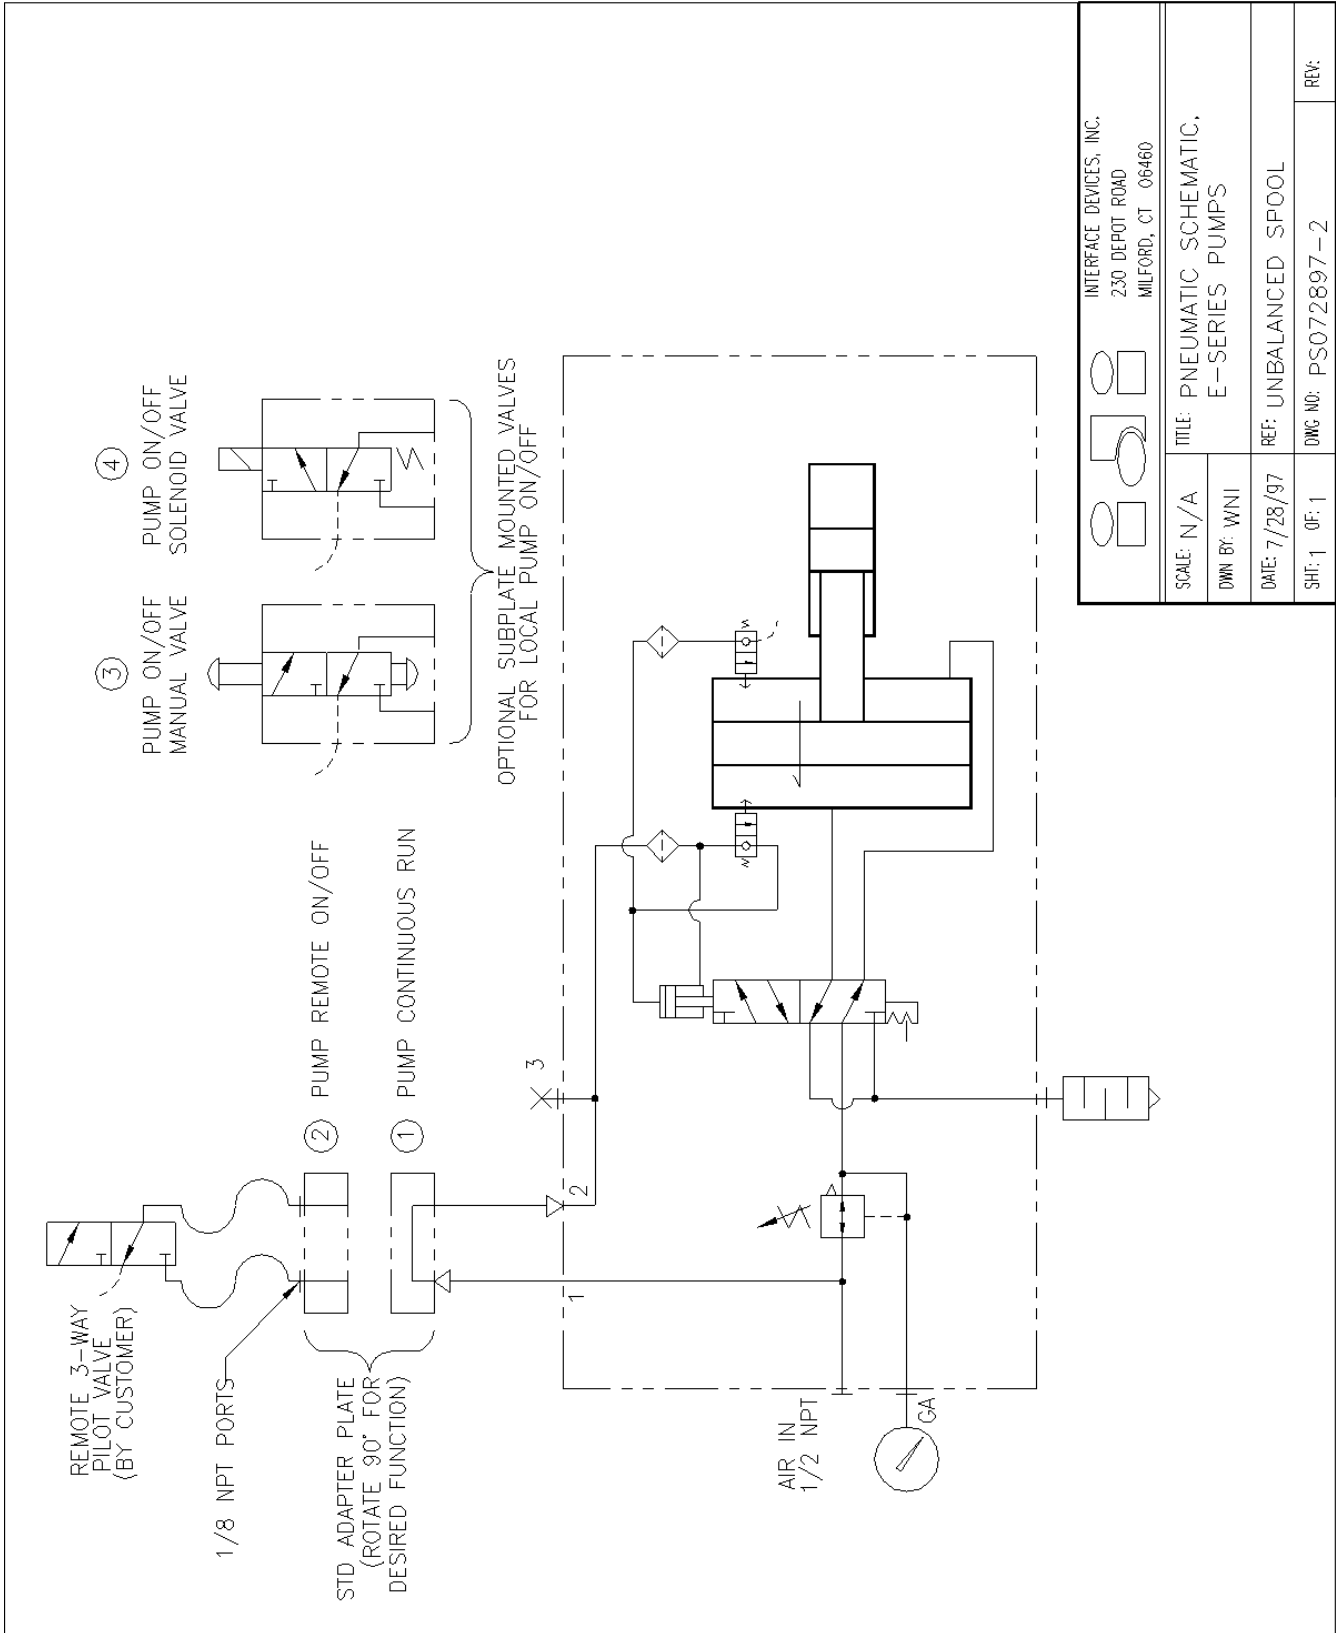 REMOTE 3-WAY
PILOT VALVE
(BY CUSTOMER)
1/8 NPT PORTS
STD ADAPTER PLATE
(ROTATE 90° FOR
DESIRED FUNCTION)
2 PUMP REMOTE ON/OFF
1 PUMP CONTINUOUS RUN
3
PUMP ON/OFF
MANUAL VALVE
4
PUMP ON/OFF
SOLENOID VALVE
OPTIONAL SUBPLATE MOUNTED VALVES
FOR LOCAL PUMP ON/OFF
1
2
3
AIR IN
1/2 NPT
GA
INTERFACE DEVICES, INC.
230 DEPOT ROAD
MILFORD, CT 06460
SCALE: N/A
TITLE: PNEUMATIC SCHEMATIC,
E-SERIES PUMPS
DWN BY: WNI
DATE: 7/28/97
REF: UNBALANCED SPOOL
SHT: 1 OF: 1
DWG NO: PS072897-2
REV: